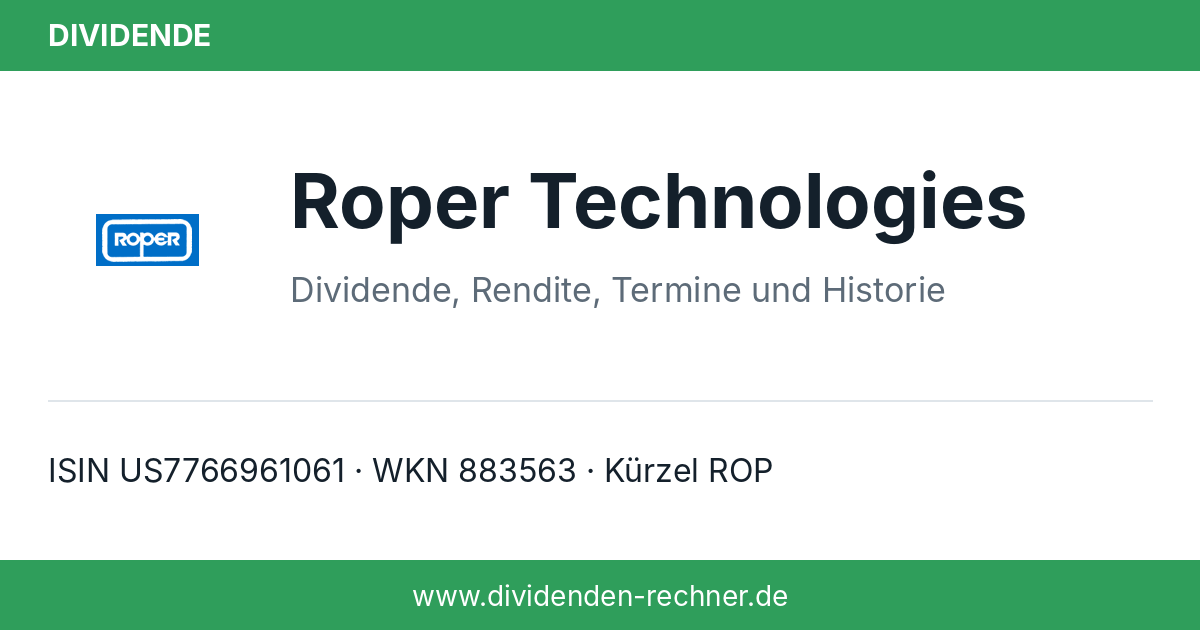 DIVIDENDE
Roper Technologies
ROPER
Dividende, Rendite, Termine und Historie
ISIN US7766961061 · WKN 883563 · Kürzel ROP
www.dividenden-rechner.de